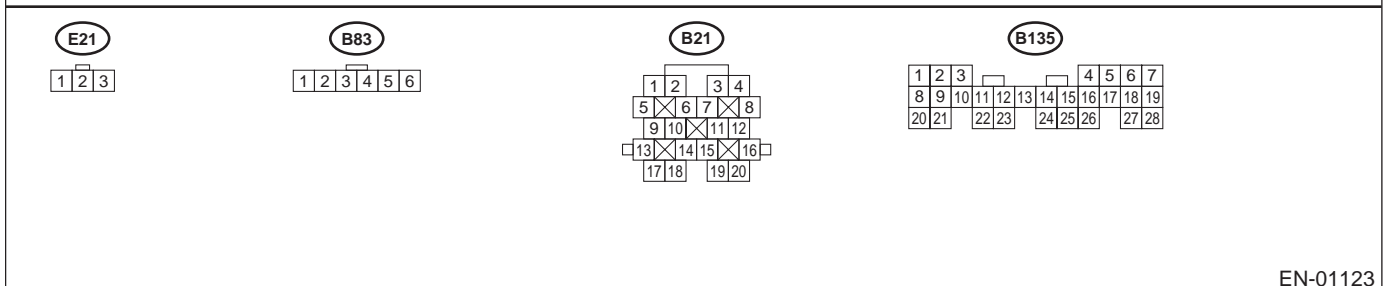 E21
B83
B21
B135
1 2 3
1 2 3 4 5 6
1 2 3 4
5 6 7 8
9 10 11 12
13 14 15 16
17 18 19 20
1 2 3 4 5 6 7
8 9 10 11 12 13 14 15 16 17 18 19
20 21 22 23 24 25 26 27 28
EN-01123